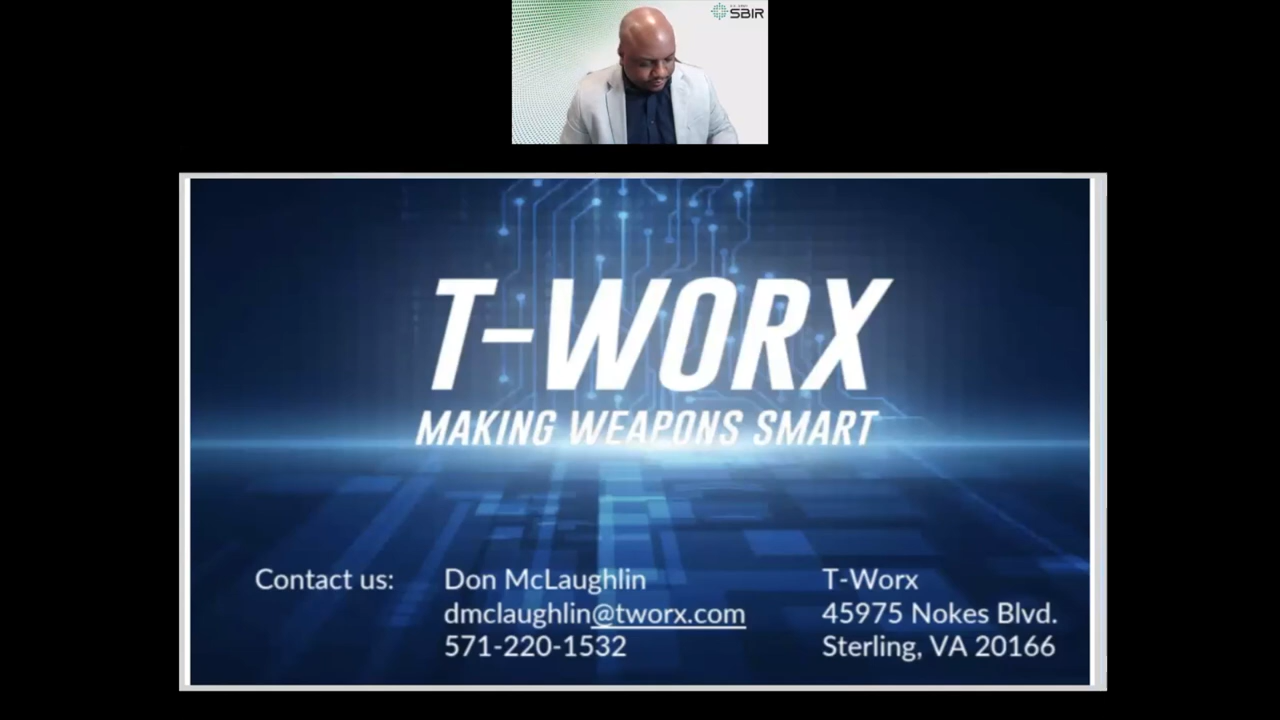 SBIR
T-WORX
MAKING WEAPONS SMART
Contact us:
Don McLaughlin
dmclaughlin@tworx.com
571-220-1532
T-Worx
45975 Nokes Blvd.
Sterling, VA 20166